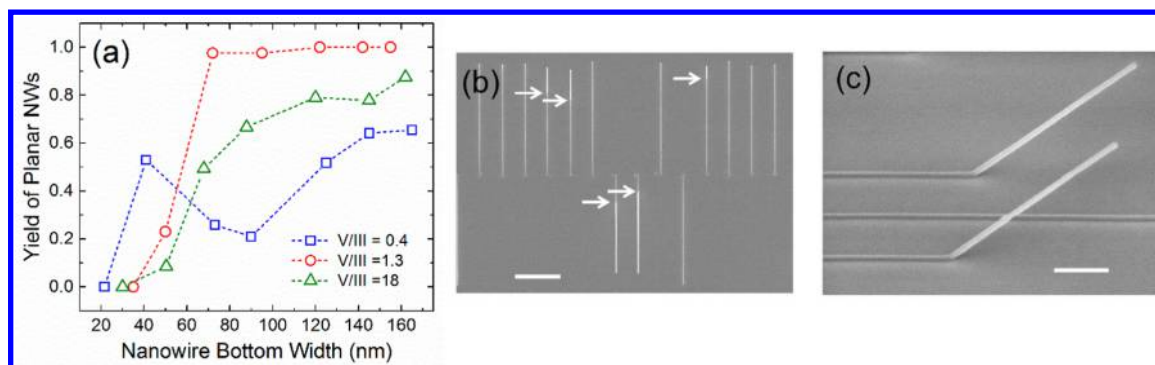 (a)
Yield of Planar NWs
1.0
0.8
0.6
0.4
0.2
0.0
V/III = 0.4
V/III =1.3
V/III =18
20 40 60 80 100 120 140 160
Nanowire Bottom Width (nm)
(b)
(c)